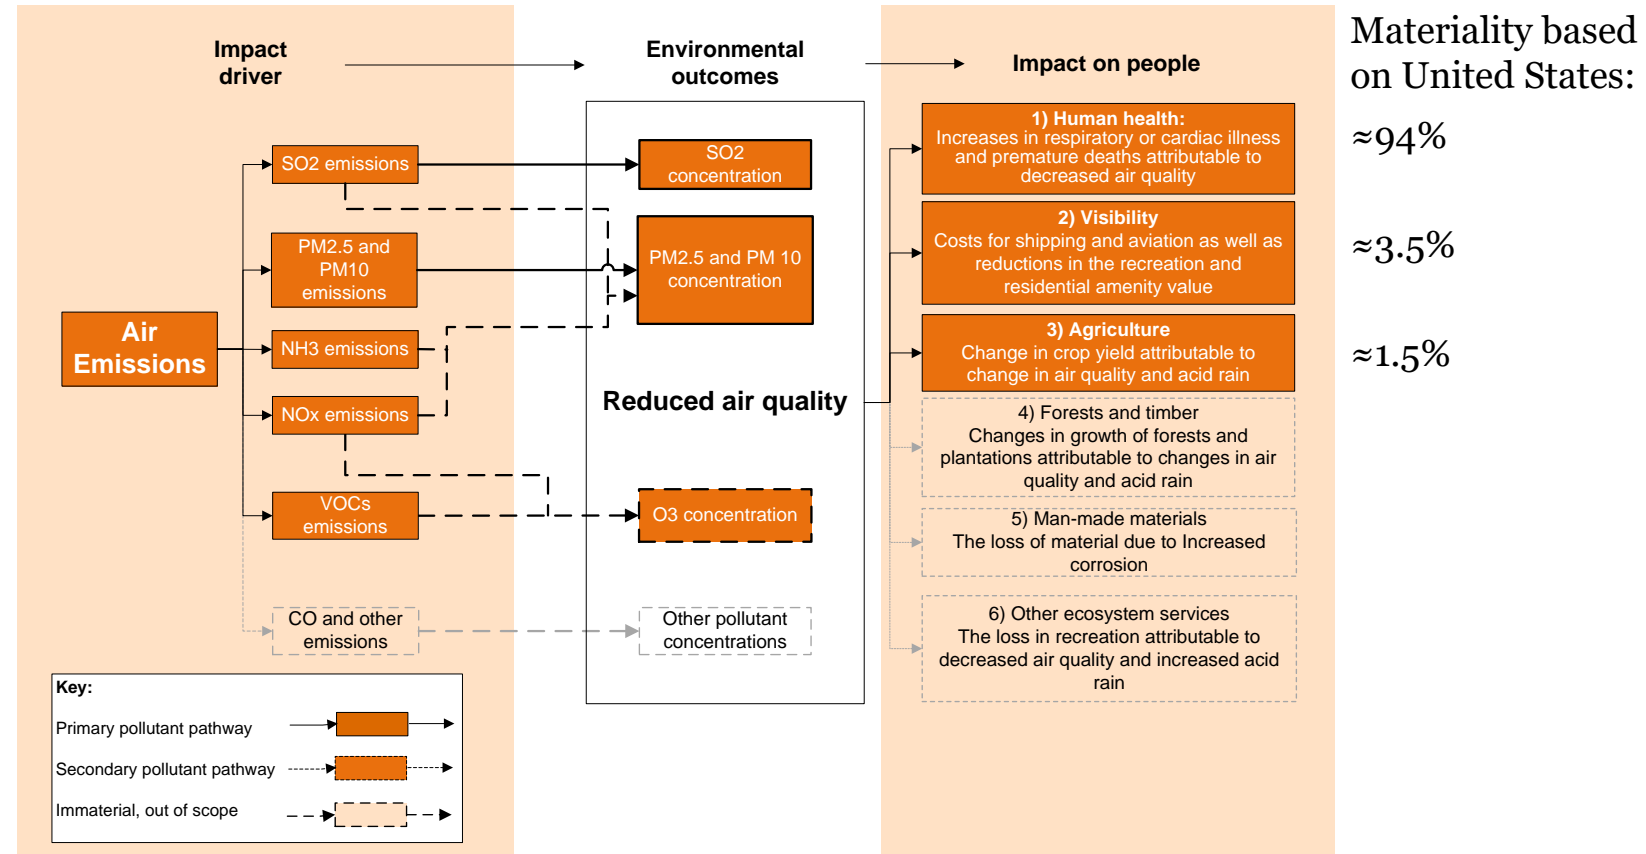 Impact
driver
Environmental
outcomes
Impact on people
Materiality based
on United States:
Air
Emissions
SO2 emissions
PM2.5 and
PM10
emissions
NH3 emissions
NOx emissions
VOCs
emissions
CO and other
emissions
SO2
concentration
PM2.5 and PM 10
concentration
Reduced air quality
O3 concentration
Other pollutant
concentrations
1) Human health:
Increases in respiratory or cardiac illness
and premature deaths attributable to
decreased air quality
≈94%
2) Visibility
Costs for shipping and aviation as well as
reductions in the recreation and
residential amenity value
≈3.5%
3) Agriculture
Change in crop yield attributable to
change in air quality and acid rain
≈1.5%
4) Forests and timber
Changes in growth of forests and
plantations attributable to changes in air
quality and acid rain
5) Man-made materials
The loss of material due to Increased
corrosion
6) Other ecosystem services
The loss in recreation attributable to
decreased air quality and increased acid
rain
Key:
Primary pollutant pathway
Secondary pollutant pathway
Immaterial, out of scope